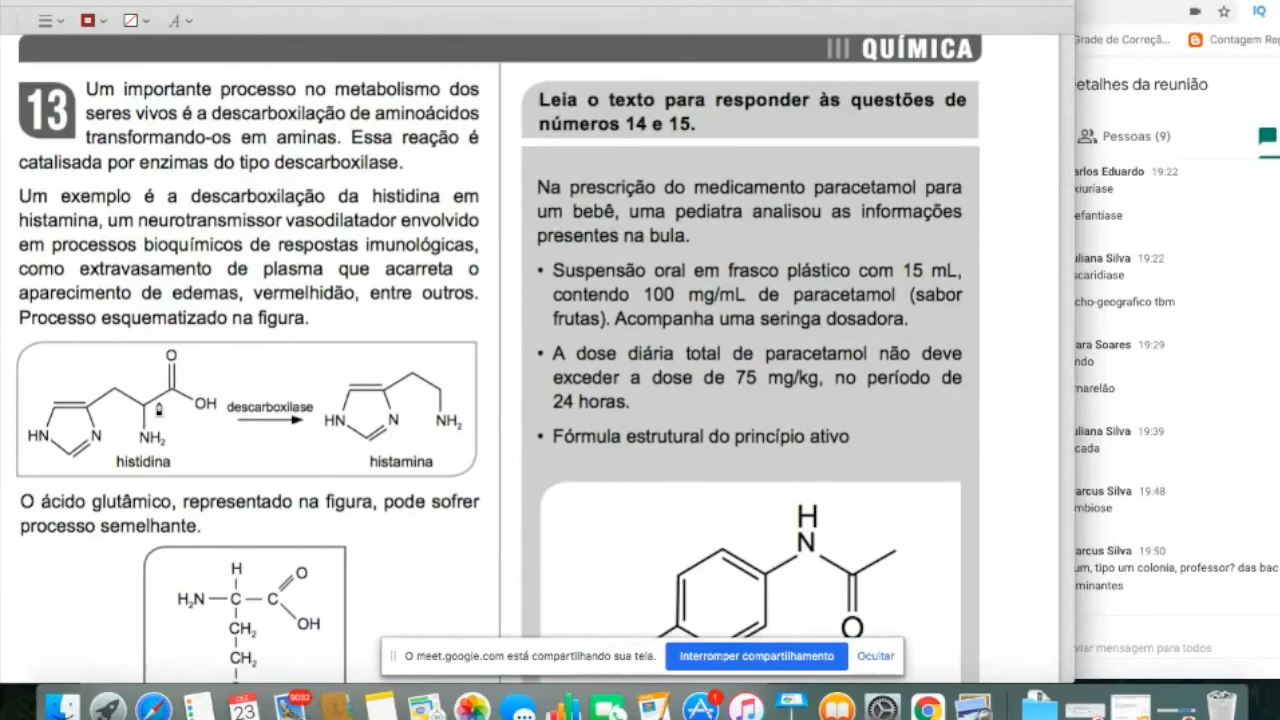 A
IQ
Grade de Correçã...
Contagem Reg
QUÍMICA
13
Um importante processo no metabolismo dos
seres vivos é a descarboxilação de aminoácidos
transformando-os em aminas. Essa reação é
catalisada por enzimas do tipo descarboxilase.
Um exemplo é a descarboxilação da histidina em
histamina, um neurotransmissor vasodilatador envolvido
em processos bioquímicos de respostas imunológicas,
como extravasamento de plasma que acarreta o
aparecimento de edemas, vermelhidão, entre outros.
Processo esquematizado na figura.
O
OH
HN
N
NH₂
histidina
descarboxilase
HN
N
NH₂
histamina
O ácido glutâmico, representado na figura, pode sofrer
processo semelhante.
H
O
H₂N — C — C
OH
CH₂
CH₂
Leia o texto para responder às questões de
números 14 e 15.
Na prescrição do medicamento paracetamol para
um bebê, uma pediatra analisou as informações
presentes na bula.
• Suspensão oral em frasco plástico com 15 mL,
contendo 100 mg/mL de paracetamol (sabor
frutas). Acompanha uma seringa dosadora.
• A dose diária total de paracetamol não deve
exceder a dose de 75 mg/kg, no período de
24 horas.
• Fórmula estrutural do princípio ativo
H
N
O
O meet.google.com está compartilhando sua tela.
Interromper compartilhamento
Ocultar
etalhes da reunião
Pessoas (9)
arlos Eduardo 19:22
xiuríase
efantíase
uliana Silva 19:22
scaridiase
cho-geografico tbm
ara Soares 19:29
ndo
marelão
uliana Silva 19:39
cada
arcus Silva 19:48
mbiose
arcus Silva 19:50
um, tipo um colonia, professor? das bac
minantes
viar mensagem para todos
23
9032
1